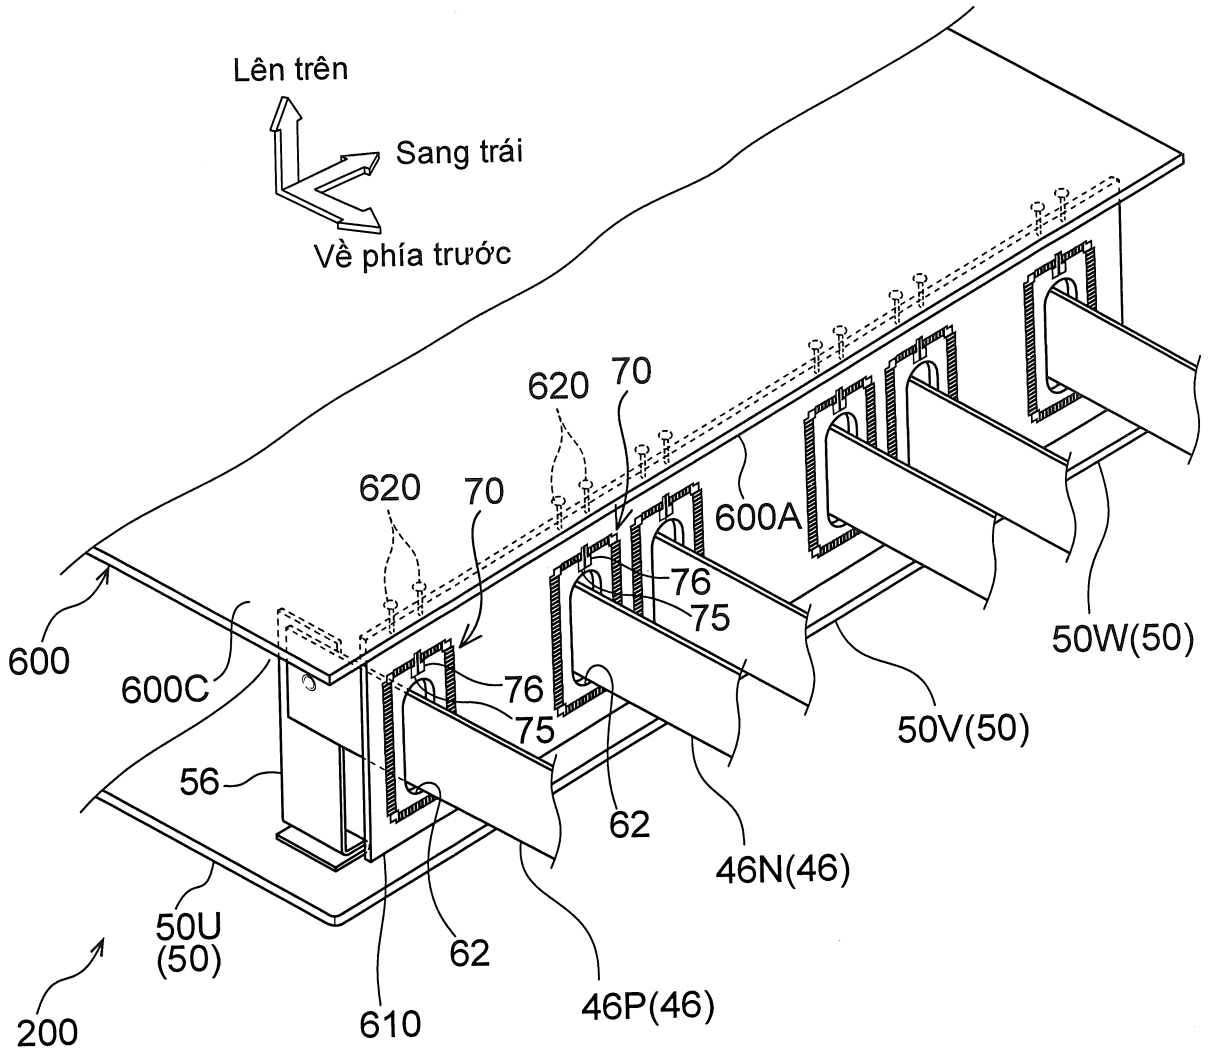 Lên trên
Sang trái
Về phía trước
620
70
620
70
600A
76
75
50W(50)
600
600C
76
75
50V(50)
56
62
46N(46)
50U
(50)
62
46P(46)
200
610